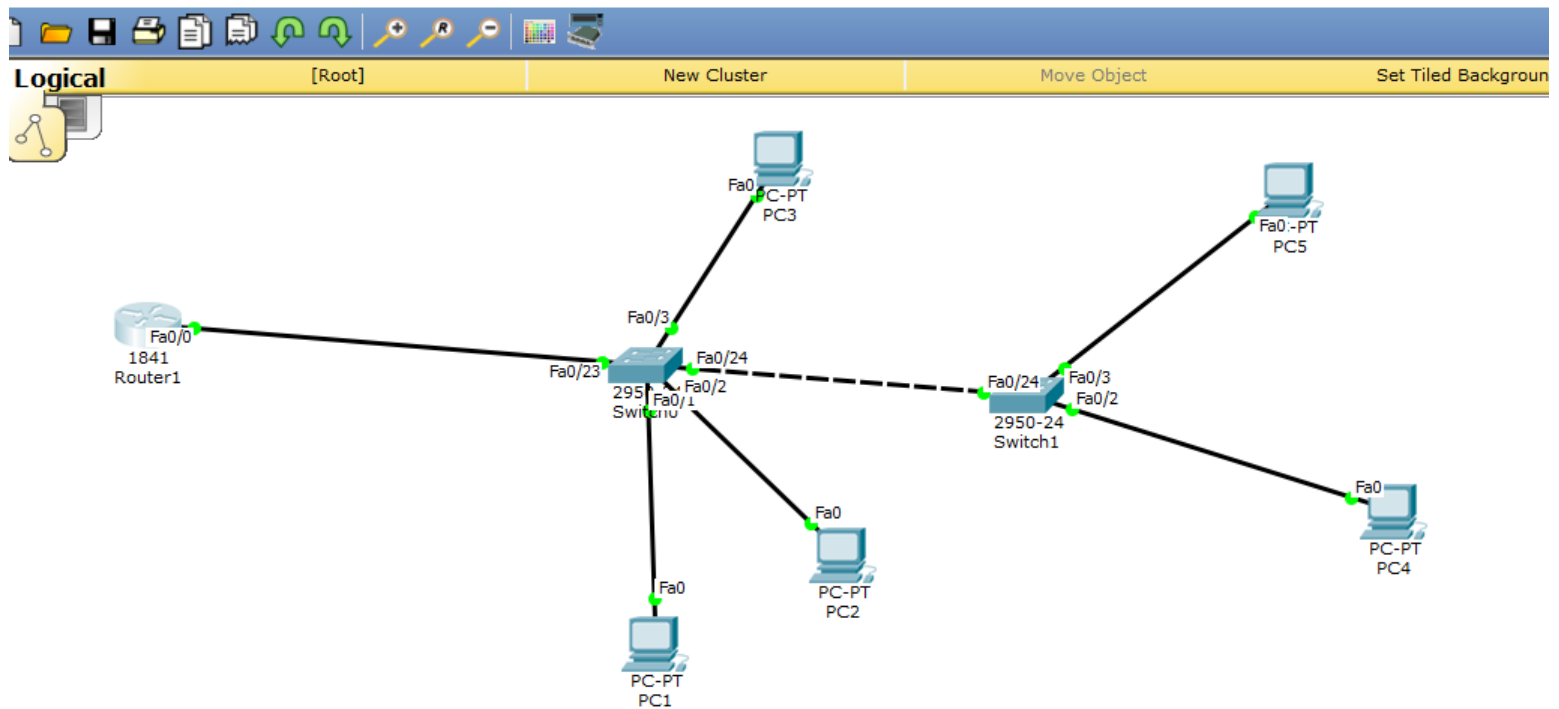 Logical
[Root]
New Cluster
Move Object
Set Tiled Backgroun
R
Fa0
PC-PT
PC3
Fa0:-PT
PC5
Fa0/0
1841
Router1
Fa0/3
Fa0/23
Fa0/24
Fa0/2
Fa0/1
295
Fa0/24
Fa0/3
Fa0/2
2950-24
Switch1
Fa0
PC-PT
PC4
Fa0
PC-PT
PC2
Fa0
PC-PT
PC1